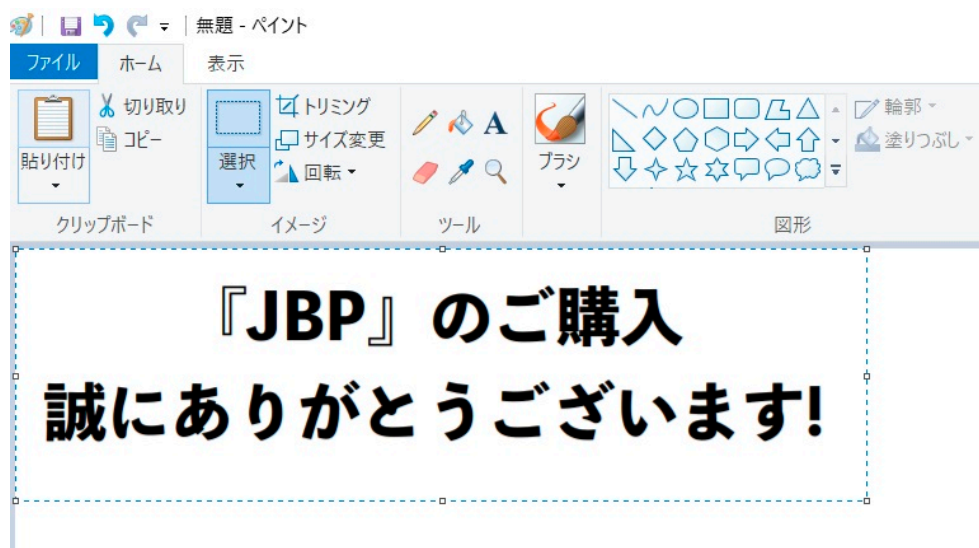 無題 - ペイント
ファイル ホーム 表示
貼り付け
切り取り
コピー
クリップボード
選択
トリミング
サイズ変更
回転
イメージ
A
ツール
ブラシ
輪郭
塗りつぶし
図形
『JBP』のご購入
誠にありがとうございます!